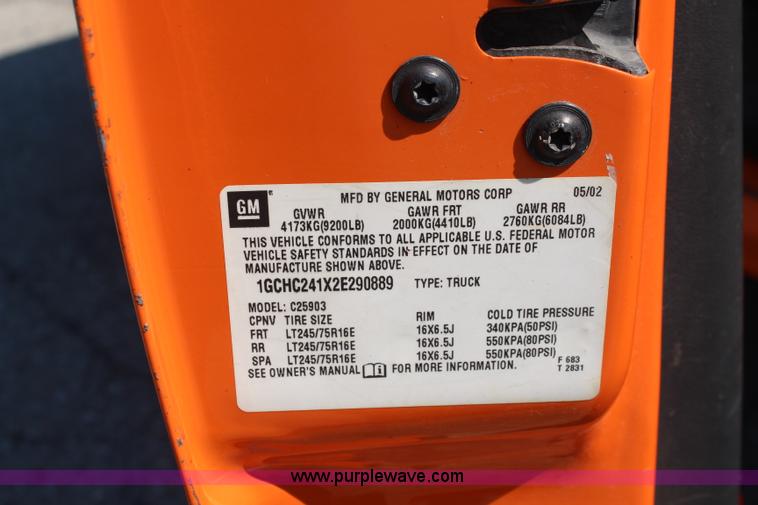 GM ® MFD BY GENERAL MOTORS CORP 05/02
GVWR GAWR FRT GAWR RR
4173KG(9200LB) 2000KG(4410LB) 2760KG(6084LB)
THIS VEHICLE CONFORMS TO ALL APPLICABLE U.S. FEDERAL MOTOR
VEHICLE SAFETY STANDARDS IN EFFECT ON THE DATE OF
MANUFACTURE SHOWN ABOVE.
1GCHC241X2E290889 TYPE: TRUCK
MODEL: C25903
CPNV TIRE SIZE RIM COLD TIRE PRESSURE
FRT LT245/75R16E 16X6.5J 340KPA(50PSI)
RR LT245/75R16E 16X6.5J 550KPA(80PSI)
SPA LT245/75R16E 16X6.5J 550KPA(80PSI)
SEE OWNER'S MANUAL FOR MORE INFORMATION.
F 683
T 2831
www.purplewave.com